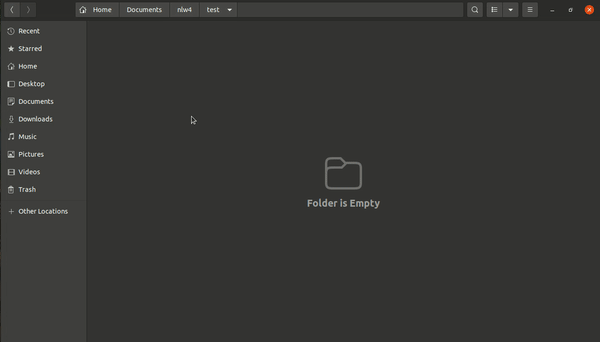 Home
Documents
nlw4
test
Recent
Starred
Home
Desktop
Documents
Downloads
Music
Pictures
Videos
Trash
Other Locations
Folder is Empty